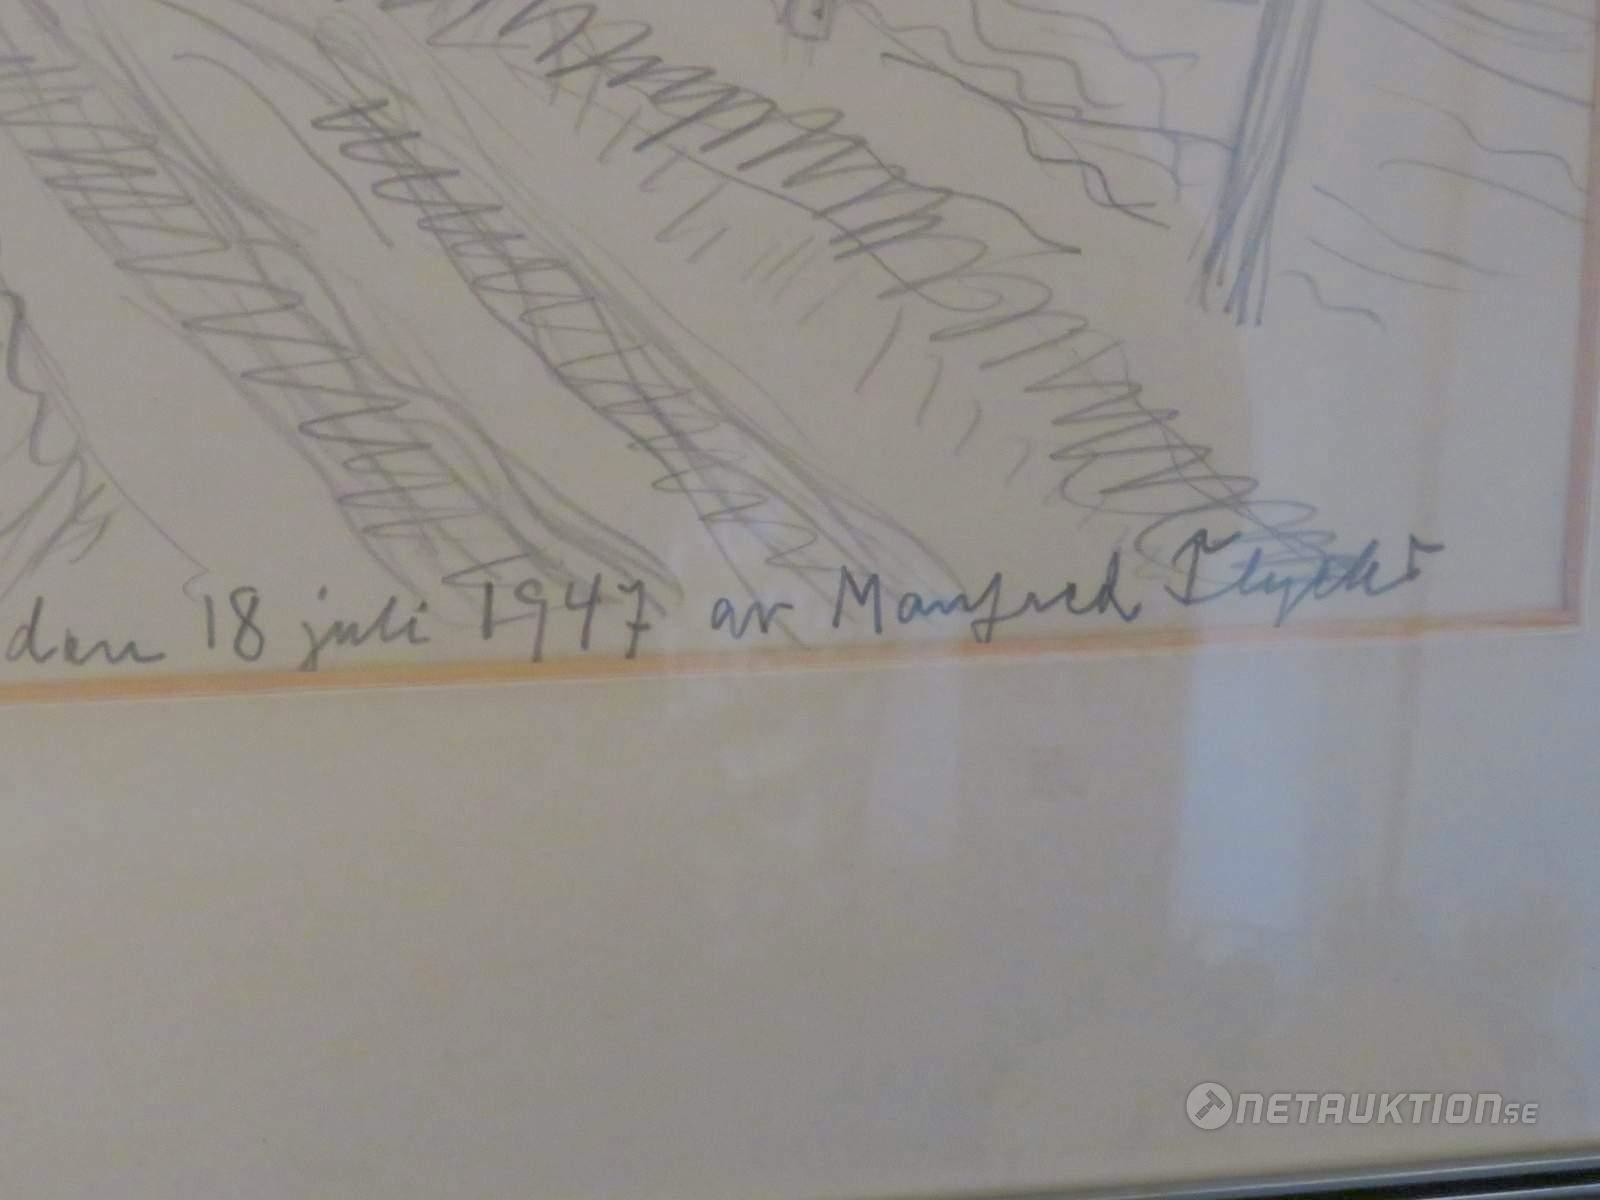 den 18 juli 1947 av Manfred
NETAUKTION.SE